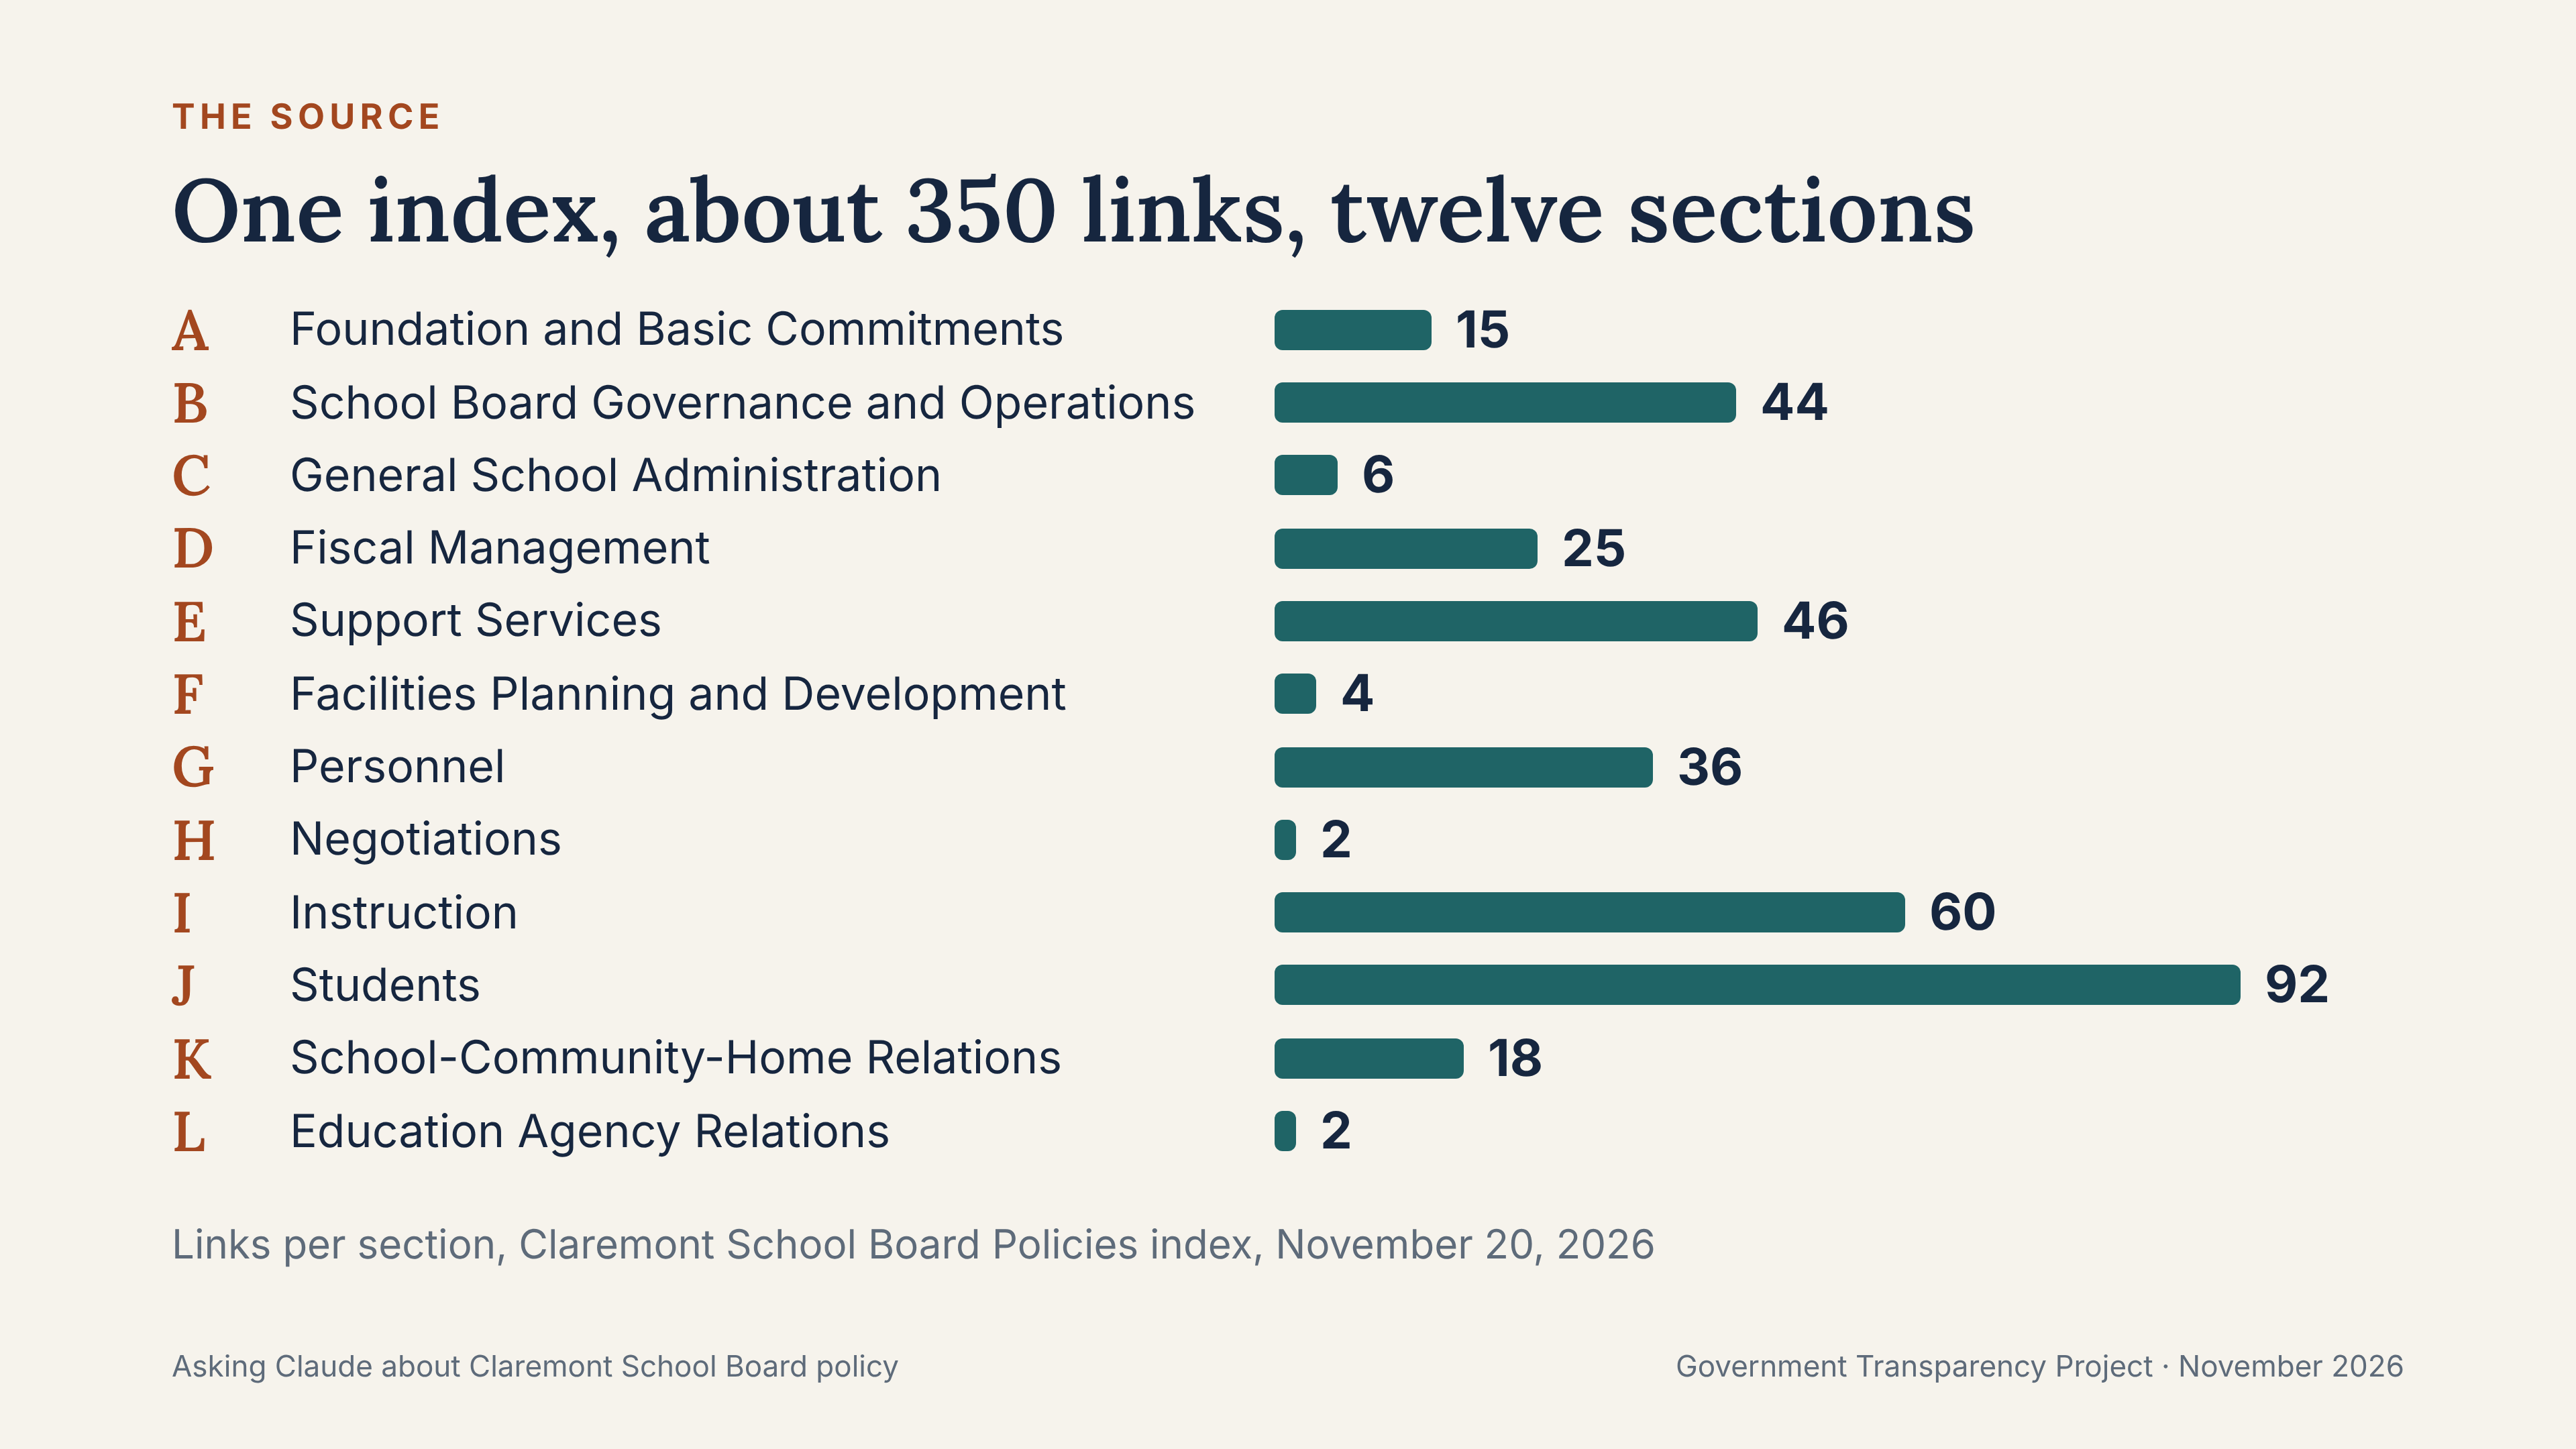 THE SOURCE
One index, about 350 links, twelve sections
A Foundation and Basic Commitments 15
B School Board Governance and Operations 44
C General School Administration 6
D Fiscal Management 25
E Support Services 46
F Facilities Planning and Development 4
G Personnel 36
H Negotiations 2
I Instruction 60
J Students 92
K School-Community-Home Relations 18
L Education Agency Relations 2
Links per section, Claremont School Board Policies index, November 20, 2026
Asking Claude about Claremont School Board policy
Government Transparency Project · November 2026